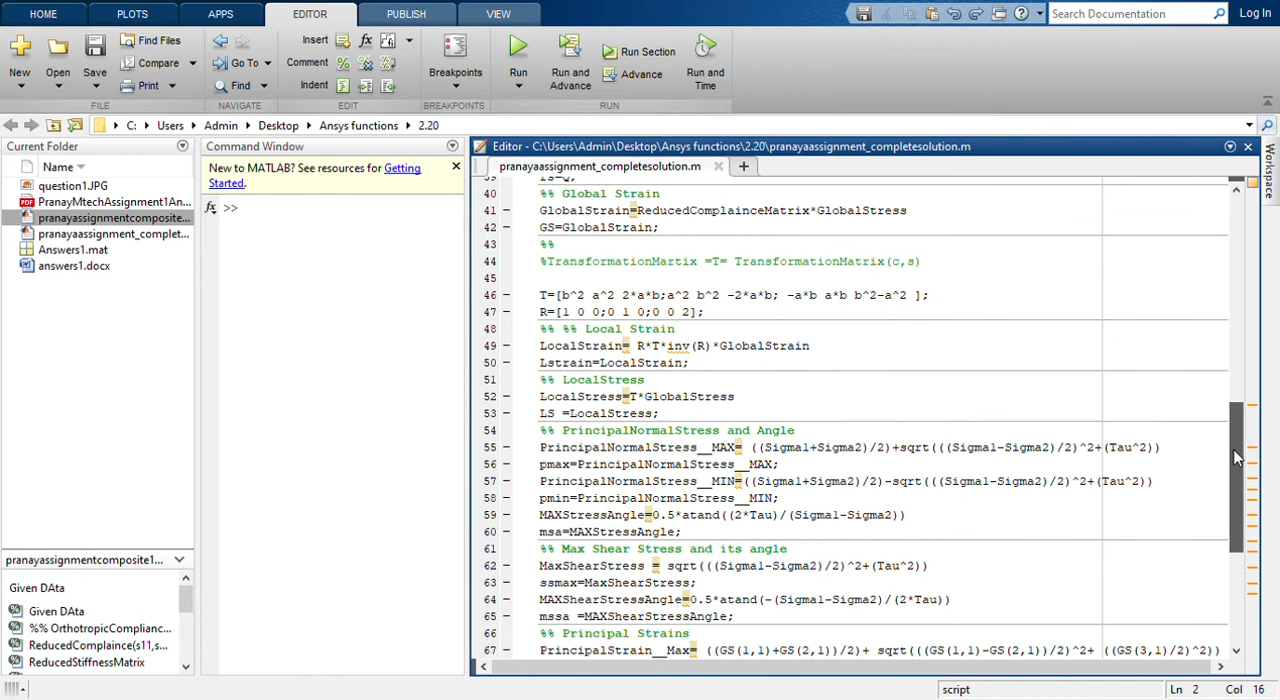 HOME PLOTS APPS EDITOR PUBLISH VIEW Search Documentation Log In
New Open Save Find Files Compare Print Go To Find Insert Comment Indent Breakpoints Run Run and Advance Run Section Advance Run and Time
FILE NAVIGATE EDIT BREAKPOINTS RUN
C: Users Admin Desktop Ansys functions 2.20
Current Folder
Name
question1.JPG
PranayMtechAssignment1An...
pranayassignmentcomposite...
pranayaassignment_complet...
Answers1.mat
answers1.docx
pranayassignmentcomposite1...
Given DAta
Given DAta
%% OrthotropicComplianc...
ReducedComplaince(s11,s...
ReducedStiffnessMatrix
Command Window
New to MATLAB? See resources for Getting
Started.
fx >>
Editor - C:\Users\Admin\Desktop\Ansys functions\2.20\pranayaassignment_completesolution.m
pranayaassignment_completesolution.m
Workspace
40 %% Global Strain
41 GlobalStrain=ReducedComplainceMatrix*GlobalStress
42 GS=GlobalStrain;
43 %%
44 %TransformationMartix =T= TransformationMatrix(c,s)
45
46 T=[b^2 a^2 2*a*b;a^2 b^2 -2*a*b; -a*b a*b b^2-a^2 ];
47 R=[1 0 0;0 1 0;0 0 2];
48 %% %% Local Strain
49 LocalStrain= R*T*inv(R)*GlobalStrain
50 Lstrain=LocalStrain;
51 %% LocalStress
52 LocalStress=T*GlobalStress
53 LS =LocalStress;
54 %% PrincipalNormalStress and Angle
55 PrincipalNormalStress__MAX= ((Sigma1+Sigma2)/2)+sqrt(((Sigma1-Sigma2)/2)^2+(Tau^2))
56 pmax=PrincipalNormalStress__MAX;
57 PrincipalNormalStress__MIN=((Sigma1+Sigma2)/2)-sqrt(((Sigma1-Sigma2)/2)^2+(Tau^2))
58 pmin=PrincipalNormalStress__MIN;
59 MAXStressAngle=0.5*atand((2*Tau)/(Sigma1-Sigma2))
60 msa=MAXStressAngle;
61 %% Max Shear Stress and its angle
62 MaxShearStress = sqrt(((Sigma1-Sigma2)/2)^2+(Tau^2))
63 ssmax=MaxShearStress;
64 MAXShearStressAngle=0.5*atand(-(Sigma1-Sigma2)/(2*Tau))
65 mssa =MAXShearStressAngle;
66 %% Principal Strains
67 PrincipalStrain__Max= ((GS(1,1)+GS(2,1))/2)+ sqrt(((GS(1,1)-GS(2,1))/2)^2+ ((GS(3,1)/2)^2))
script Ln 2 Col 16